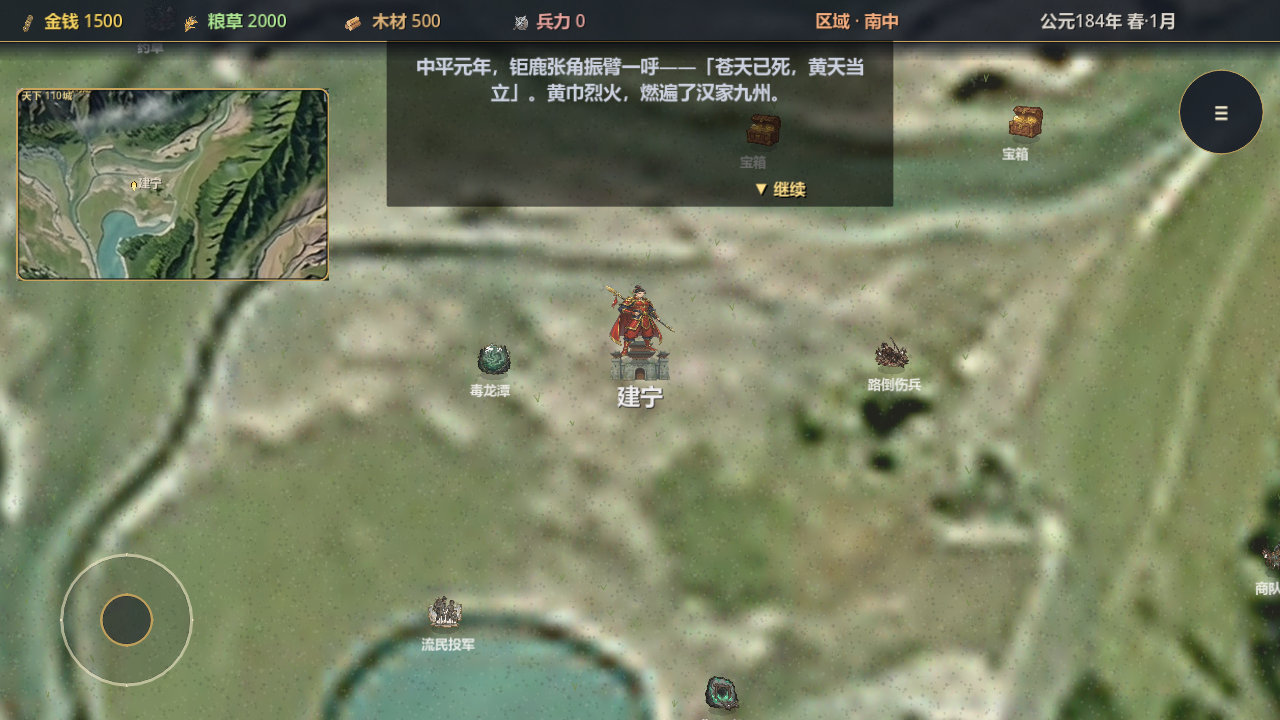 金钱 1500
粮草 2000
木材 500
兵力 0
区域 · 南中
公元184年 春·1月
药草
中平元年，钜鹿张角振臂一呼——「苍天已死，黄天当
立」。黄巾烈火，燃遍了汉家九州。
天下 110城
宝箱
宝箱
☰
建宁
▼ 继续
毒龙潭
建宁
路倒伤兵
商队
流民投军